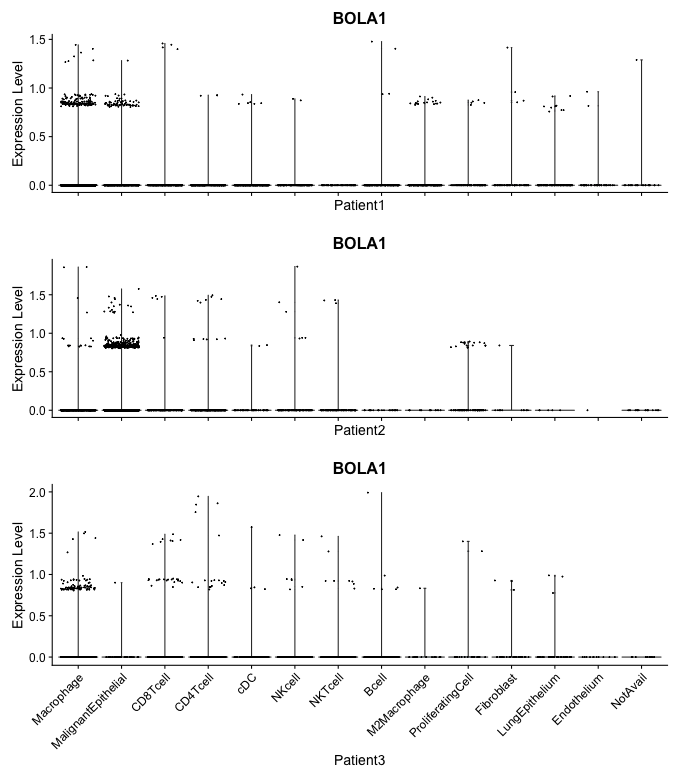 BOLA1
Expression Level
1.5
1.0
0.5
0.0
Patient1
BOLA1
Expression Level
1.5
1.0
0.5
0.0
Patient2
BOLA1
Expression Level
2.0
1.5
1.0
0.5
0.0
Macrophage
MalignantEpithelial
CD8Tcell
CD4Tcell
cDC
NKcell
NKTcell
Bcell
M2Macrophage
ProliferatingCell
Fibroblast
LungEpithelium
Endothelium
NotAvail
Patient3